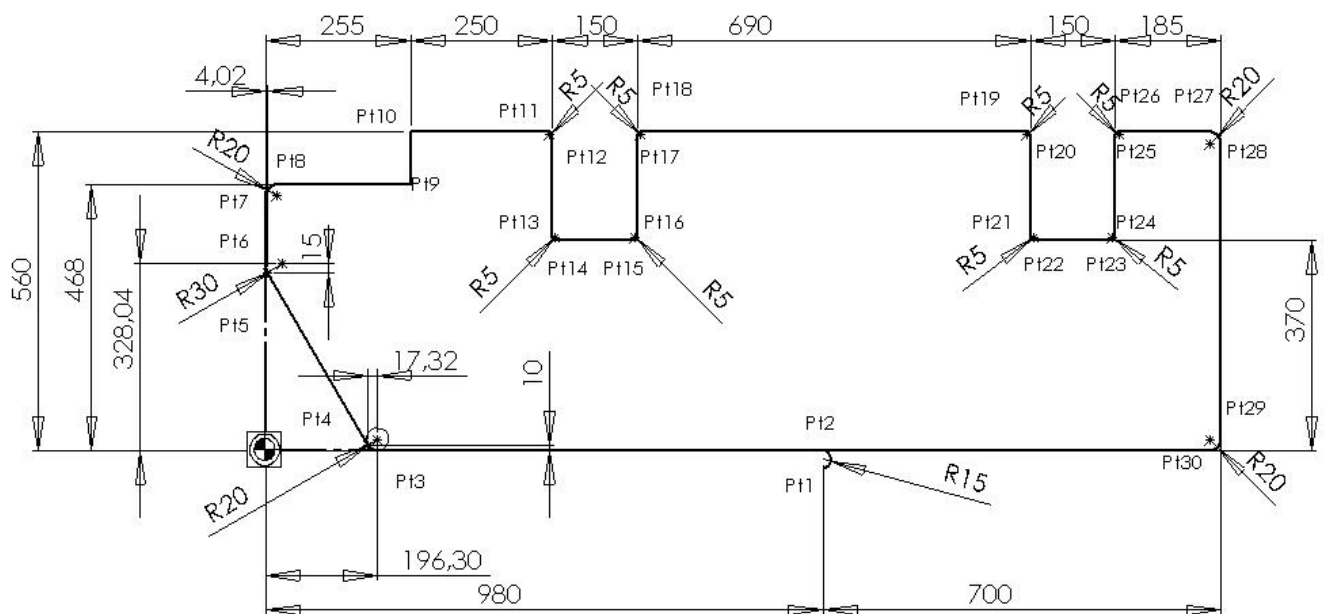 255
250
150
690
150
185
4,02
Pt10
Pt11
R5
R5
Pt18
Pt19
R5
R5
Pt26
Pt27
R20
R20
Pt8
Pt12
Pt17
Pt20
Pt25
Pt28
Pt7
Pt9
Pt6
15
Pt13
Pt16
Pt21
Pt24
Pt14
Pt15
Pt22
Pt23
R5
R5
R5
R5
560
468
328,04
R30
Pt5
370
17,32
10
Pt4
Pt2
Pt29
Pt3
Pt1
Pt30
R20
R15
R20
196,30
980
700